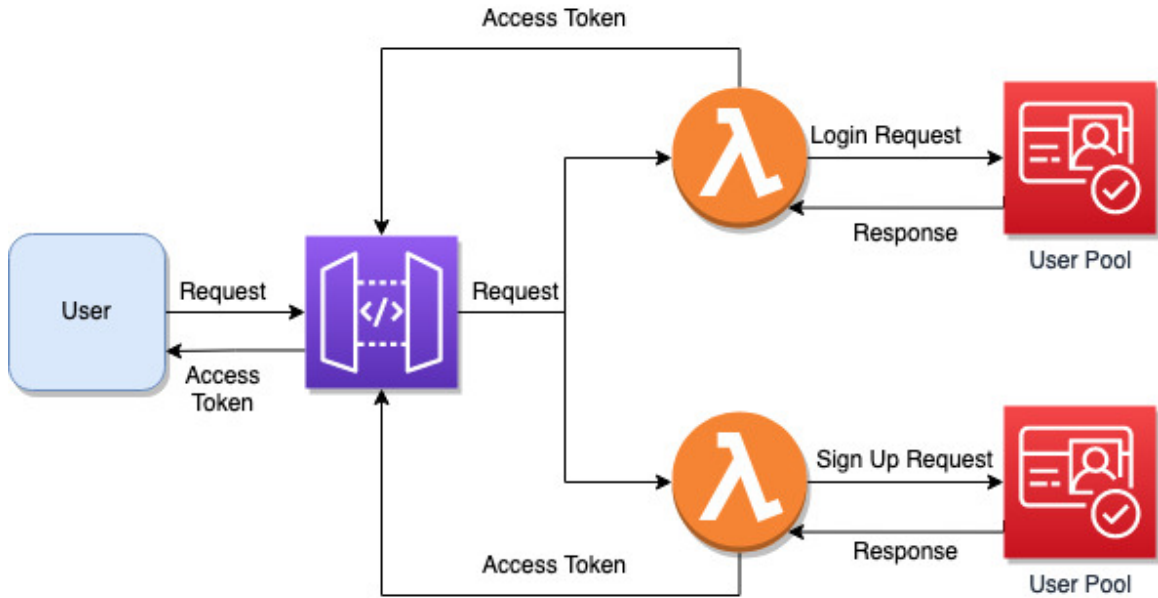 Access Token
Login Request
Response
User Pool
User
Request
Access
Token
</>
Request
Sign Up Request
Response
User Pool
Access Token